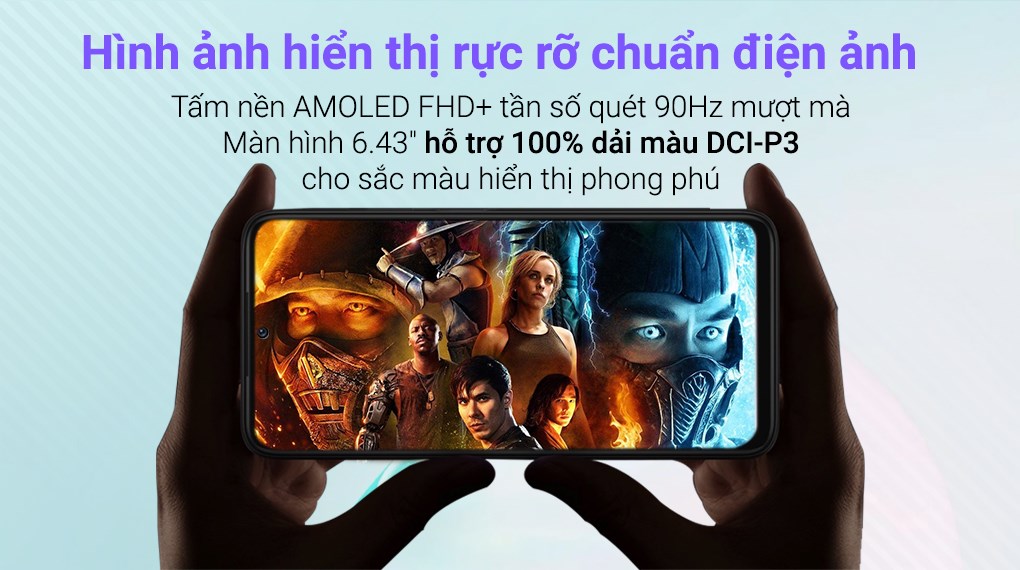 Hình ảnh hiển thị rực rỡ chuẩn điện ảnh
Tấm nền AMOLED FHD+ tần số quét 90Hz mượt mà
Màn hình 6.43" hỗ trợ 100% dải màu DCI-P3
cho sắc màu hiển thị phong phú